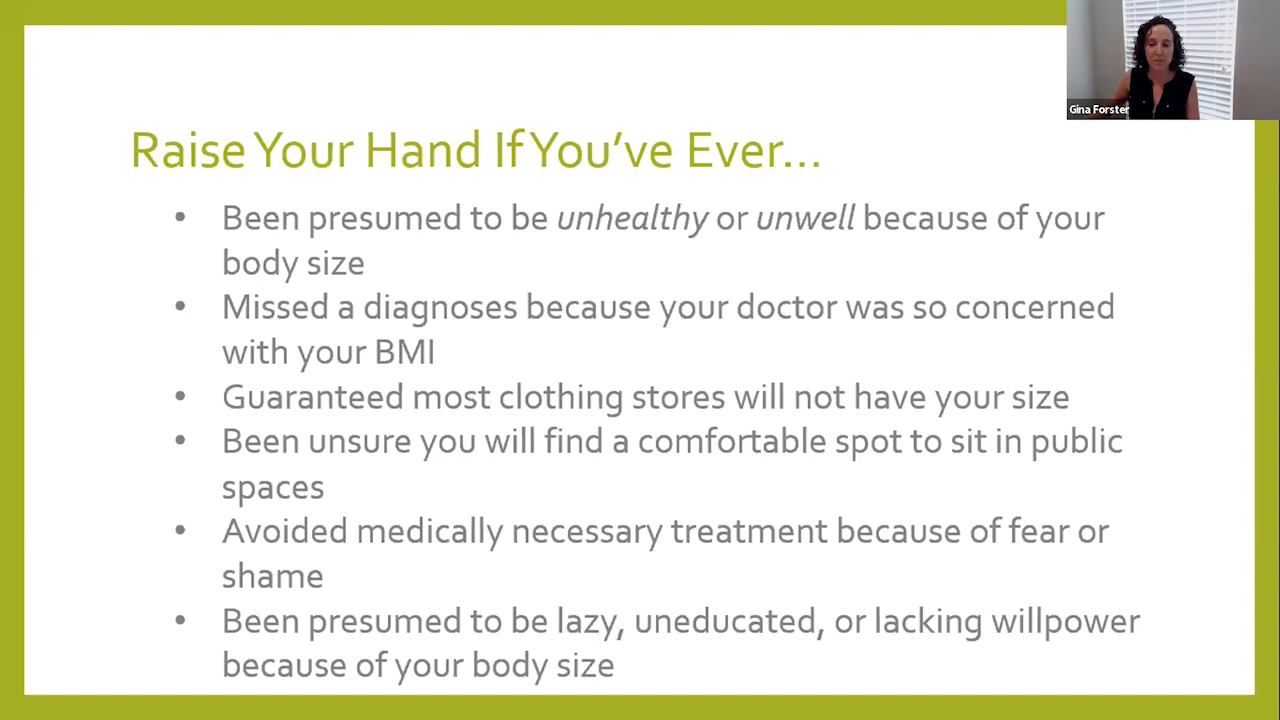 Gina Forster
Raise Your Hand If You've Ever...
• Been presumed to be unhealthy or unwell because of your
body size
• Missed a diagnoses because your doctor was so concerned
with your BMI
• Guaranteed most clothing stores will not have your size
• Been unsure you will find a comfortable spot to sit in public
spaces
• Avoided medically necessary treatment because of fear or
shame
• Been presumed to be lazy, uneducated, or lacking willpower
because of your body size